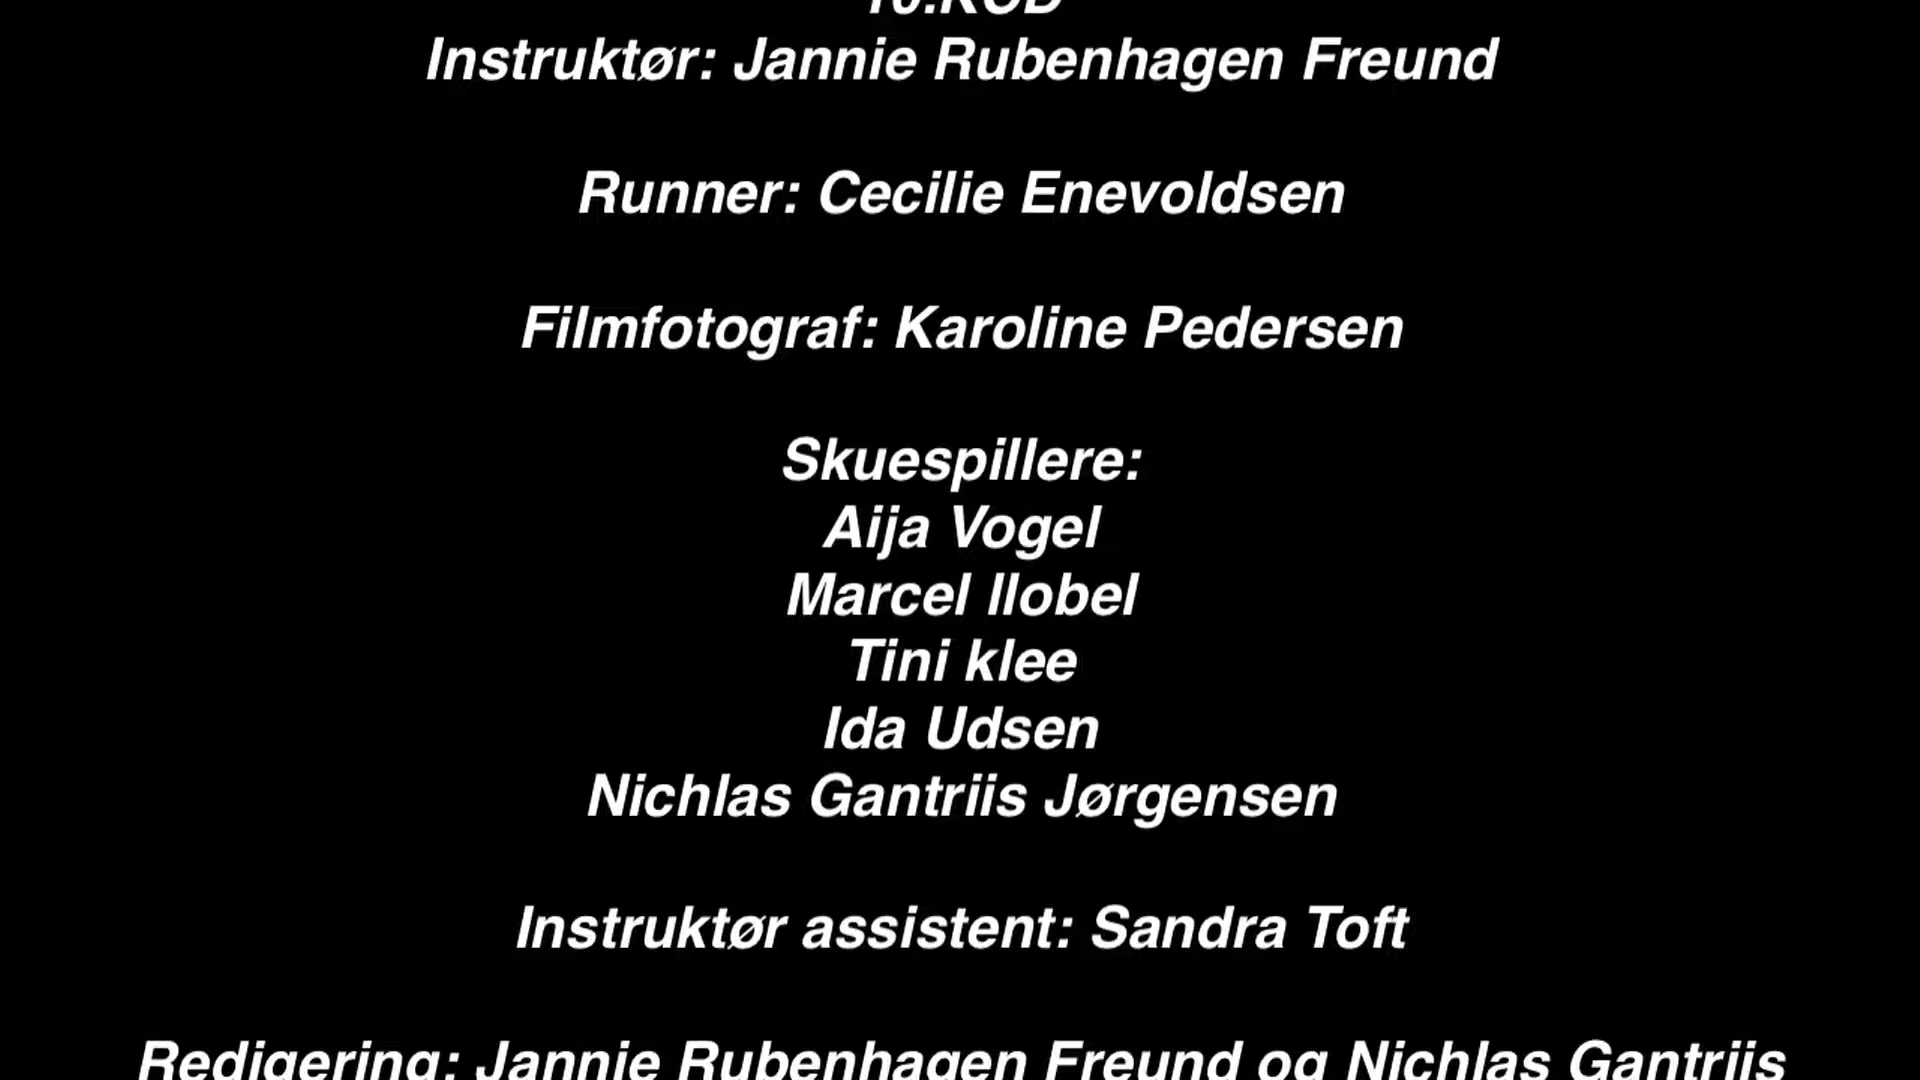 Instruktør: Jannie Rubenhagen Freund
Runner: Cecilie Enevoldsen
Filmfotograf: Karoline Pedersen
Skuespillere:
Aija Vogel
Marcel llobel
Tini klee
Ida Udsen
Nichlas Gantriis Jørgensen
Instruktør assistent: Sandra Toft
Redigering: Jannie Rubenhagen Freund og Nichlas Gantriis